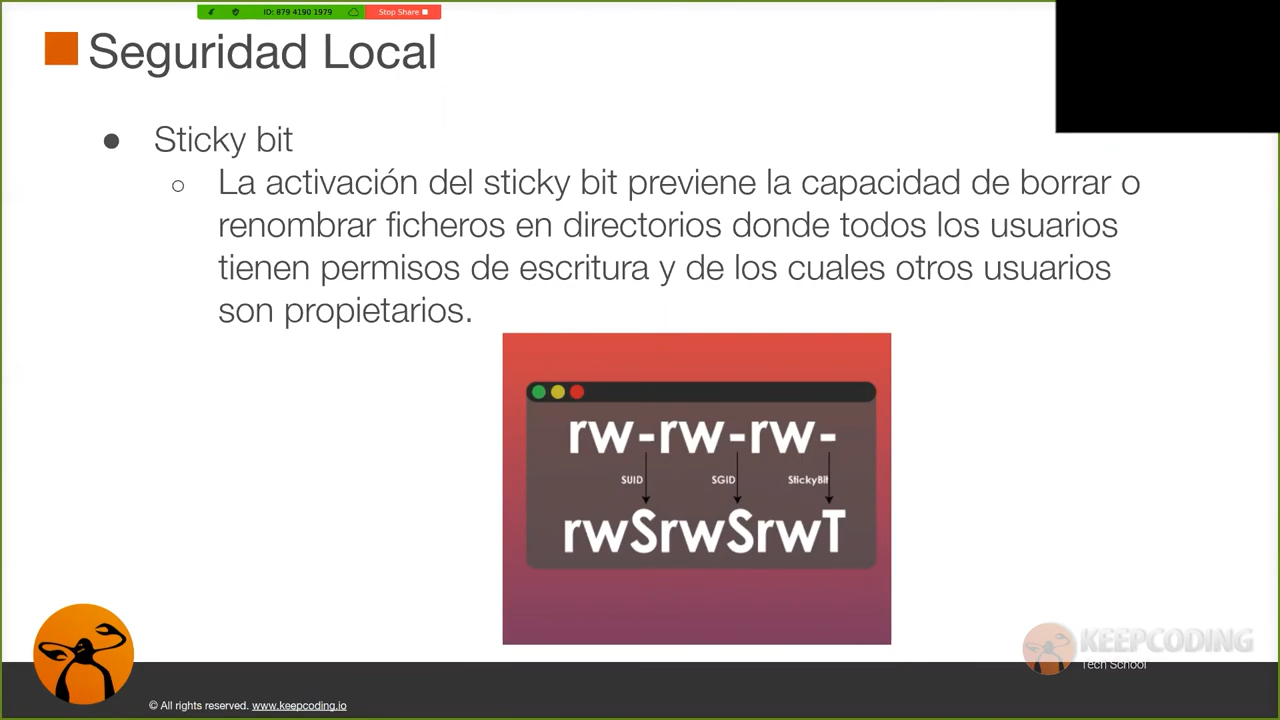 ID: 879 4190 1979 Stop Share
Seguridad Local
● Sticky bit
○ La activación del sticky bit previene la capacidad de borrar o
renombrar ficheros en directorios donde todos los usuarios
tienen permisos de escritura y de los cuales otros usuarios
son propietarios.
rw-rw-rw-
SUID SGID StickyBit
rwSrwSrwT
KEEPCODING
Tech School
© All rights reserved. www.keepcoding.io